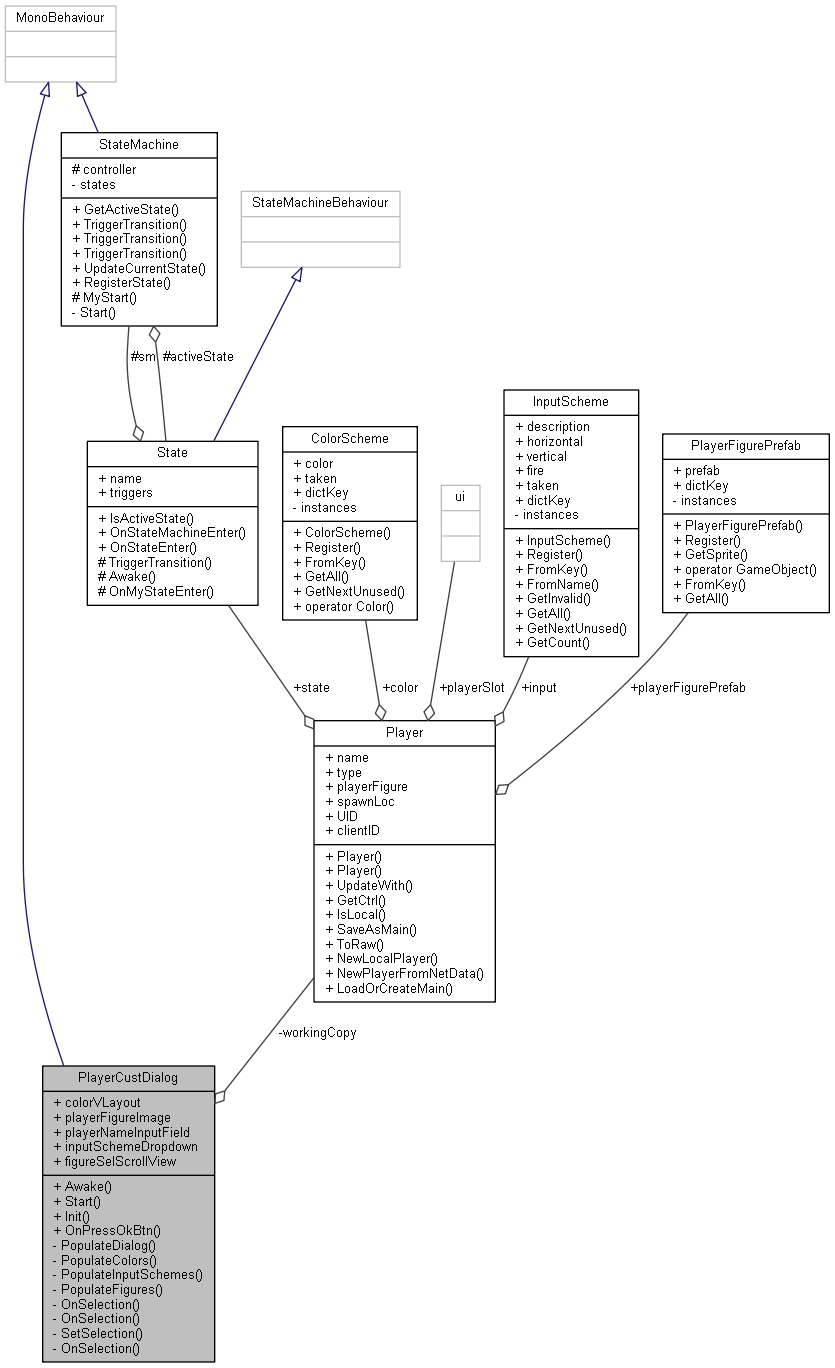 MonoBehaviour
StateMachine
# controller
- states
+ GetActiveState()
+ TriggerTransition()
+ TriggerTransition()
+ TriggerTransition()
+ UpdateCurrentState()
+ RegisterState()
# MyStart()
- Start()
StateMachineBehaviour
#sm
#activeState
State
+ name
+ triggers
+ IsActiveState()
+ OnStateMachineEnter()
+ OnStateEnter()
# TriggerTransition()
# Awake()
# OnMyStateEnter()
ColorScheme
+ color
+ taken
+ dictKey
- instances
+ ColorScheme()
+ Register()
+ FromKey()
+ GetAll()
+ GetNextUnused()
+ operator Color()
ui
InputScheme
+ description
+ horizontal
+ vertical
+ fire
+ taken
+ dictKey
- instances
+ InputScheme()
+ Register()
+ FromKey()
+ FromName()
+ GetInvalid()
+ GetAll()
+ GetNextUnused()
+ GetCount()
PlayerFigurePrefab
+ prefab
+ dictKey
- instances
+ PlayerFigurePrefab()
+ Register()
+ GetSprite()
+ operator GameObject()
+ FromKey()
+ GetAll()
+state
+color
+playerSlot
+input
+playerFigurePrefab
Player
+ name
+ type
+ playerFigure
+ spawnLoc
+ UID
+ clientID
+ Player()
+ Player()
+ UpdateWith()
+ GetCtrl()
+ IsLocal()
+ SaveAsMain()
+ ToRaw()
+ NewLocalPlayer()
+ NewPlayerFromNetData()
+ LoadOrCreateMain()
-workingCopy
PlayerCustDialog
+ colorVLayout
+ playerFigureImage
+ playerNameInputField
+ inputSchemeDropdown
+ figureSelScrollView
+ Awake()
+ Start()
+ Init()
+ OnPressOkBtn()
- PopulateDialog()
- PopulateColors()
- PopulateInputSchemes()
- PopulateFigures()
- OnSelection()
- OnSelection()
- SetSelection()
- OnSelection()